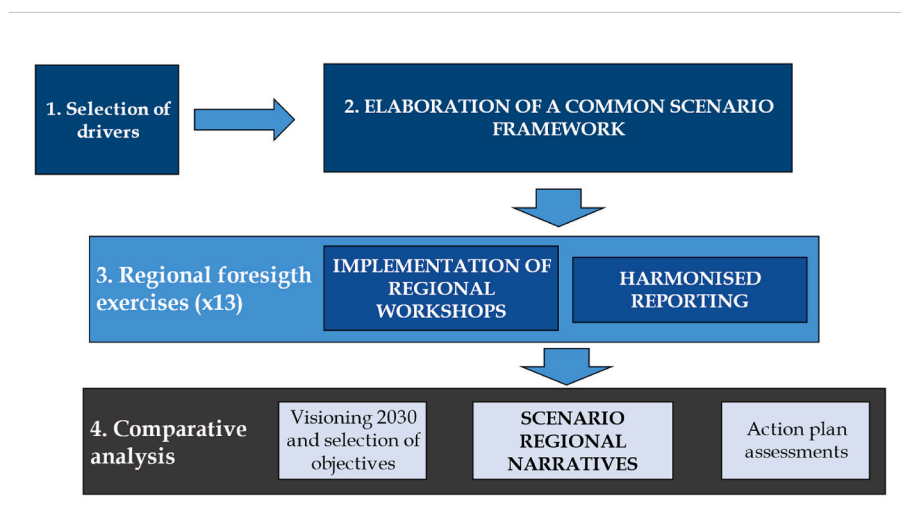 1. Selection of
drivers
2. ELABORATION OF A COMMON SCENARIO
FRAMEWORK
3. Regional foresigth
exercises (x13)
IMPLEMENTATION OF
REGIONAL
WORKSHOPS
HARMONISED
REPORTING
4. Comparative
analysis
Visioning 2030
and selection of
objectives
SCENARIO
REGIONAL
NARRATIVES
Action plan
assessments